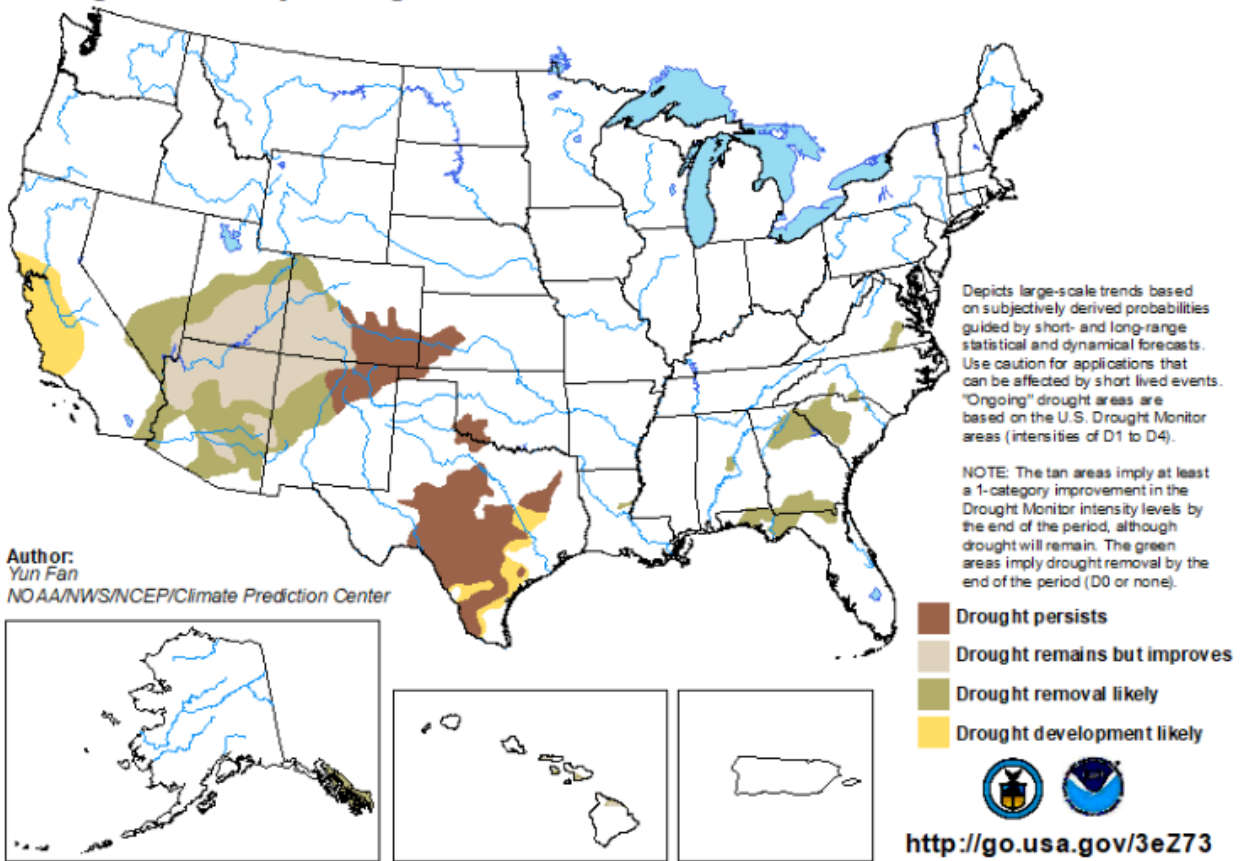 Depicts large-scale trends based
on subjectively derived probabilities
guided by short- and long-range
statistical and dynamical forecasts.
Use caution for applications that
can be affected by short lived events.
"Ongoing" drought areas are
based on the U.S. Drought Monitor
areas (intensities of D1 to D4).
NOTE: The tan areas imply at least
a 1-category improvement in the
Drought Monitor intensity levels by
the end of the period, although
drought will remain. The green
areas imply drought removal by the
end of the period (D0 or none).
Author:
Yun Fan
NOAA/NWS/NCEP/Climate Prediction Center
Drought persists
Drought remains but improves
Drought removal likely
Drought development likely
http://go.usa.gov/3eZ73